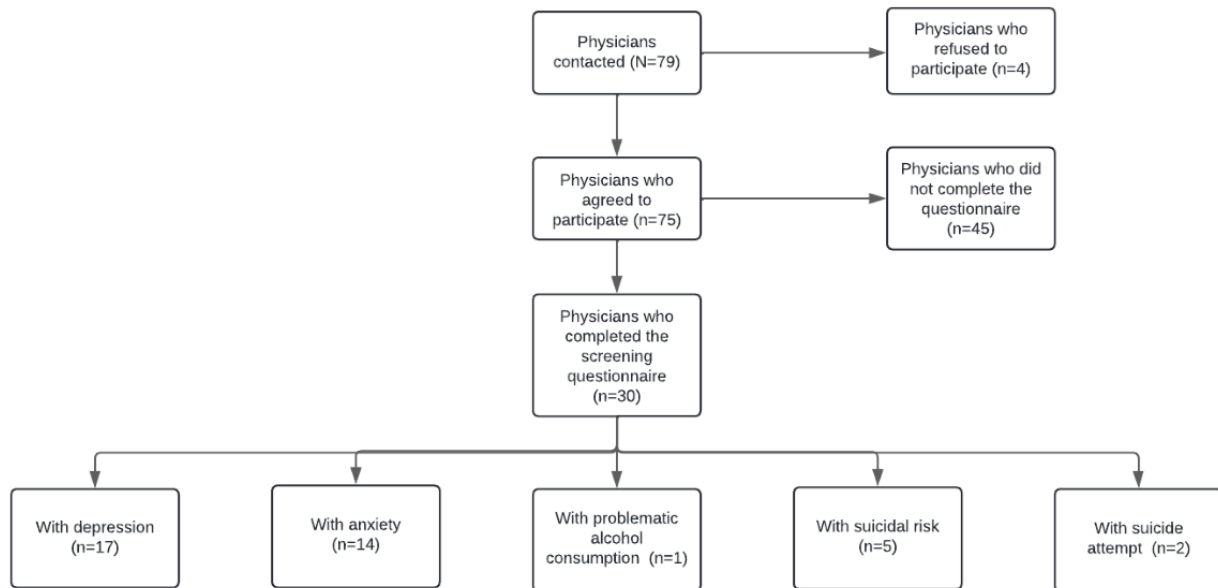 Physicians
contacted (N=79)
Physicians who
refused to
participate (n=4)
Physicians who
agreed to
participate (n=75)
Physicians who did
not complete the
questionnaire
(n=45)
Physicians who
completed the
screening
questionnaire
(n=30)
With depression
(n=17)
With anxiety
(n=14)
With problematic
alcohol
consumption (n=1)
With suicidal risk
(n=5)
With suicide
attempt (n=2)